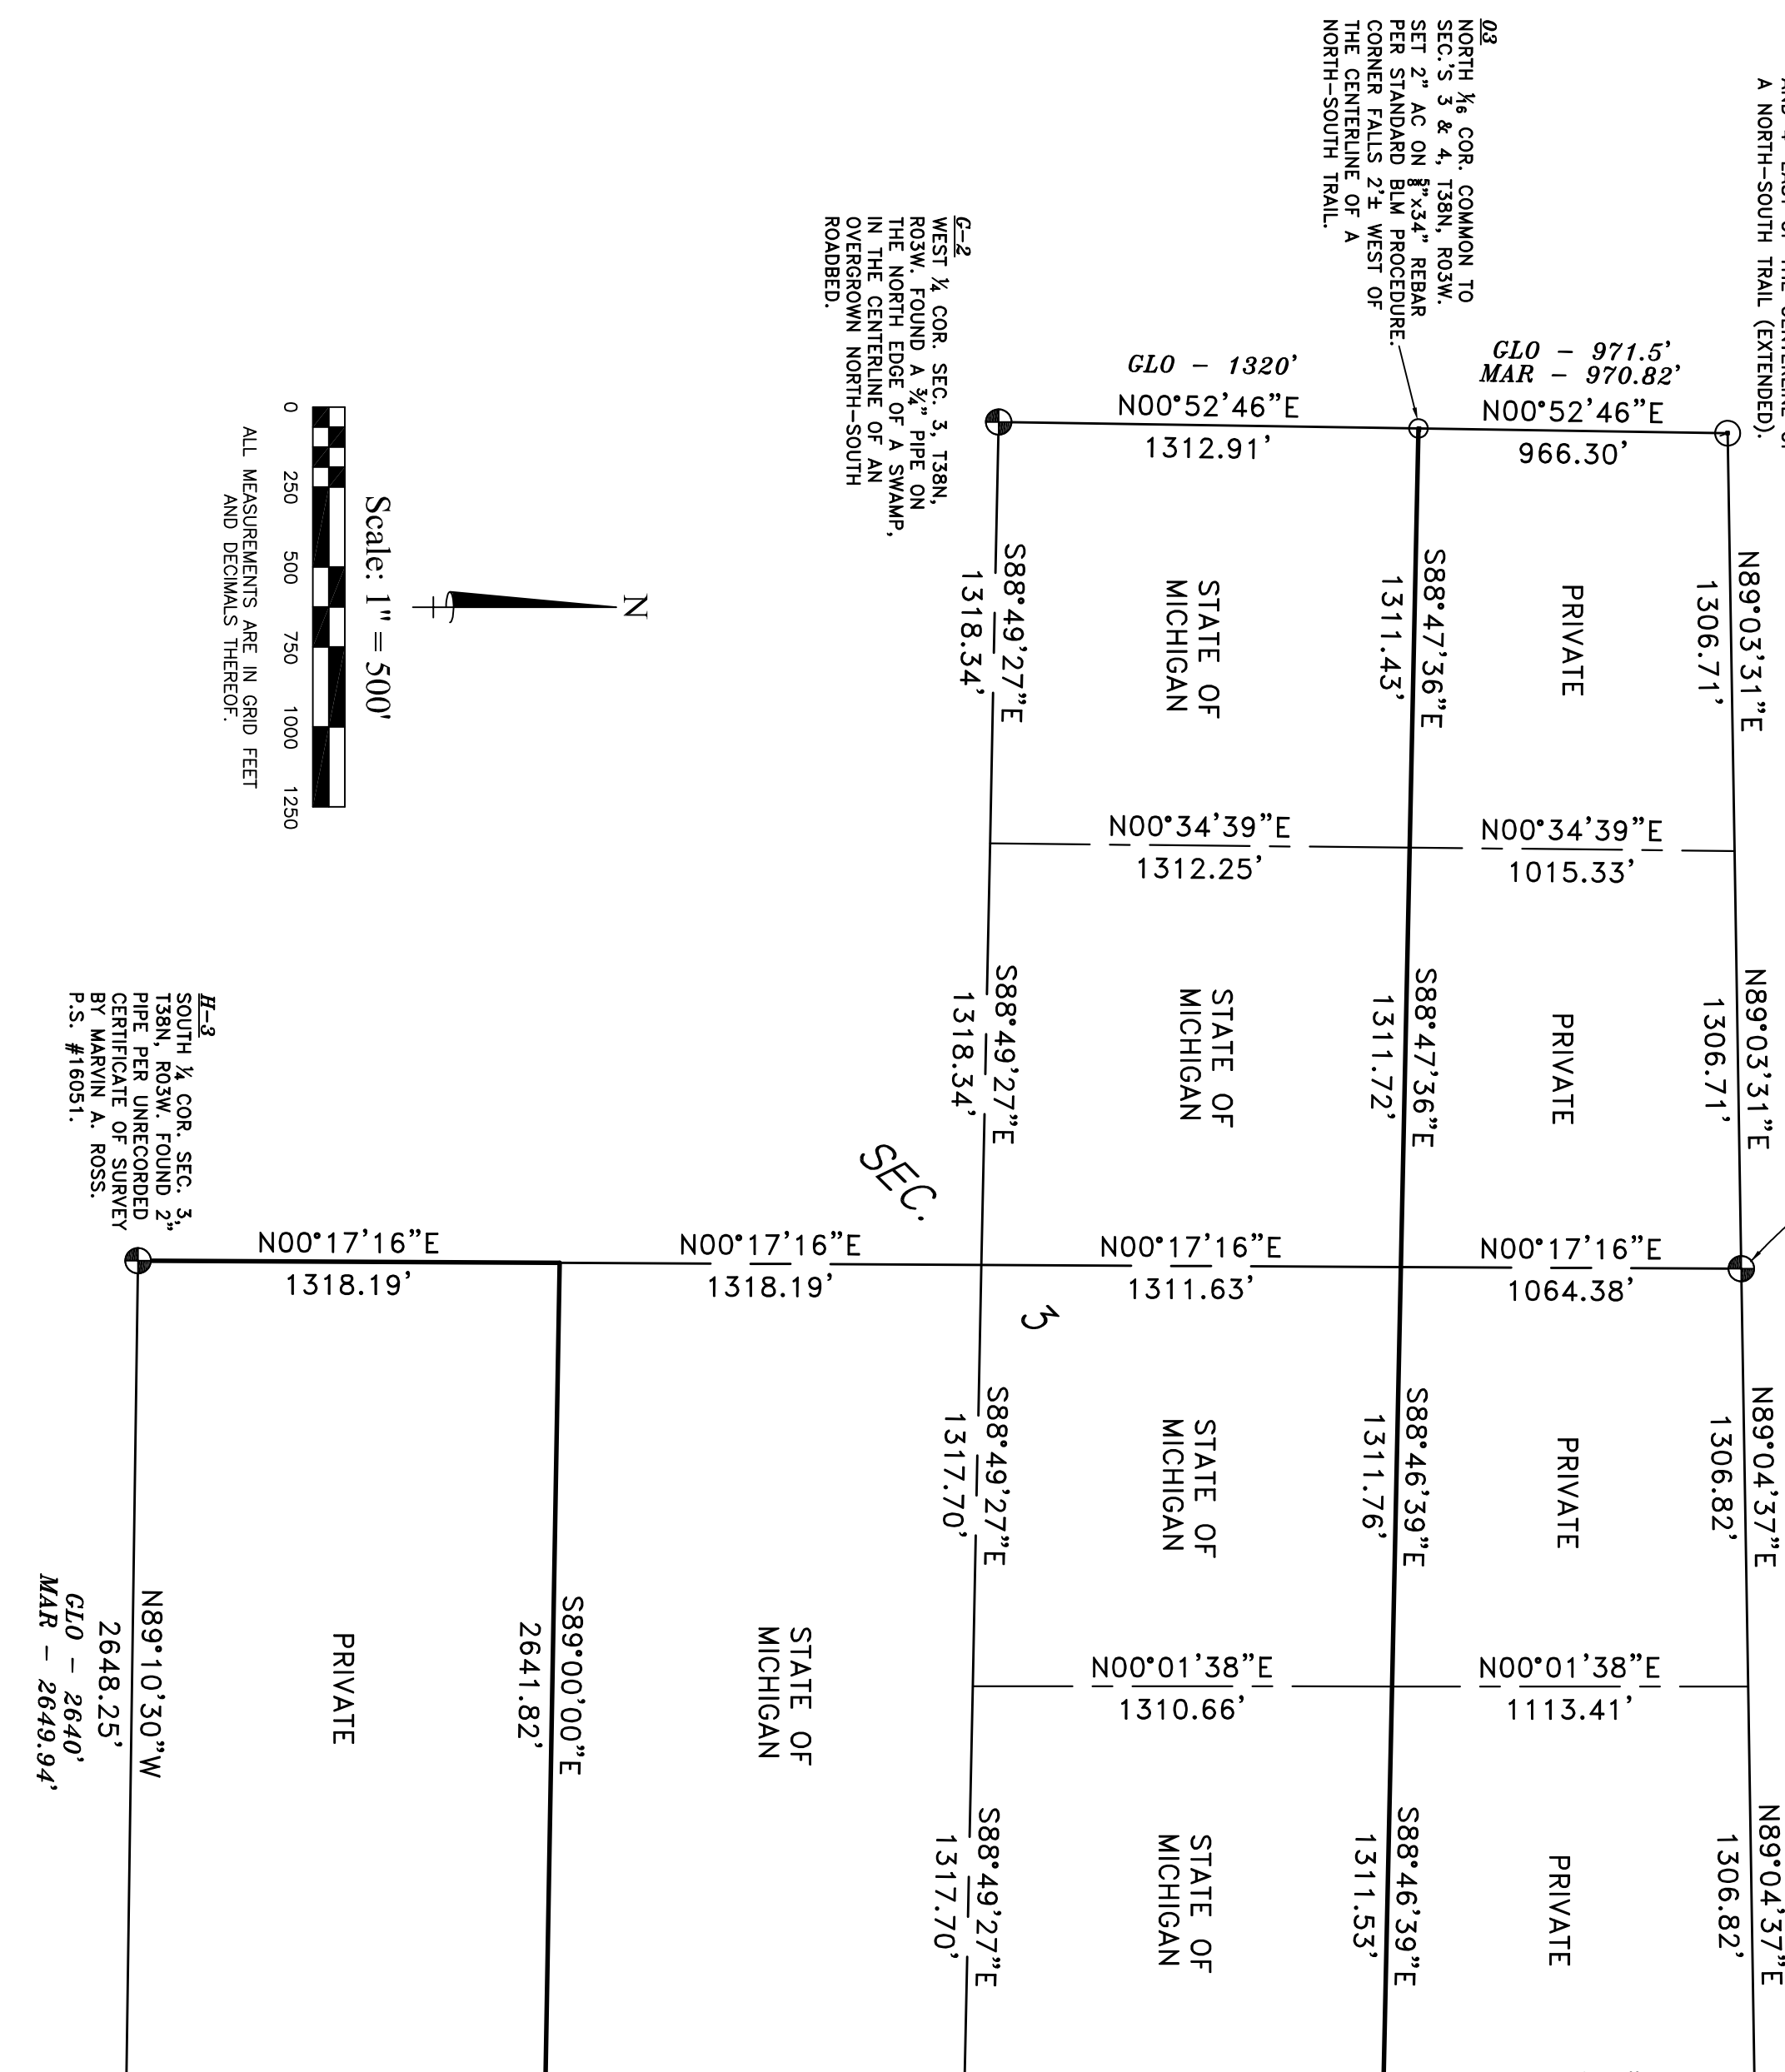 A NORTH-SOUTH TRAIL (EXTENDED).
03
NORTH 1/16 COR. COMMON TO
SEC.'S 3 & 4, T38N, R03W.
SET 2" AC ON 5/8"x34" REBAR
PER STANDARD BLM PROCEDURE.
CORNER FALLS 2'± WEST OF
THE CENTERLINE OF A
NORTH-SOUTH TRAIL.
GLO - 971.5'
MAR - 970.82'
N00°52'46"E
966.30'
GLO - 1320'
N00°52'46"E
1312.91'
G-2
WEST 1/4 COR. SEC. 3, T38N,
R03W. FOUND A 3/4" PIPE ON
THE NORTH EDGE OF A SWAMP,
IN THE CENTERLINE OF AN
OVERGROWN NORTH-SOUTH
ROADBED.
N89°03'31"E
1306.71'
N89°03'31"E
1306.71'
N89°04'37"E
1306.82'
N89°04'37"E
1306.82'
PRIVATE
N00°34'39"E
1015.33'
PRIVATE
N00°17'16"E
1064.38'
PRIVATE
N00°01'38"E
1113.41'
PRIVATE
S88°47'36"E
1311.43'
S88°47'36"E
1311.72'
S88°46'39"E
1311.76'
S88°46'39"E
1311.53'
STATE OF
MICHIGAN
N00°34'39"E
1312.25'
STATE OF
MICHIGAN
N00°17'16"E
1311.63'
STATE OF
MICHIGAN
N00°01'38"E
1310.66'
STATE OF
MICHIGAN
S88°49'27"E
1318.34'
S88°49'27"E
1318.34'
S88°49'27"E
1317.70'
S88°49'27"E
1317.70'
SEC.
3
N00°17'16"E
1318.19'
STATE OF
MICHIGAN
S89°00'00"E
2641.82'
N00°17'16"E
1318.19'
PRIVATE
N89°10'30"W
2648.25'
GLO - 2640'
MAR - 2649.94'
H-3
SOUTH 1/4 COR. SEC. 3,
T38N, R03W. FOUND 2"
PIPE PER UNRECORDED
CERTIFICATE OF SURVEY
BY MARVIN A. ROSS.
P.S. #16051.
N
Scale: 1" = 500'
0 250 500 750 1000 1250
ALL MEASUREMENTS ARE IN GRID FEET
AND DECIMALS THEREOF.